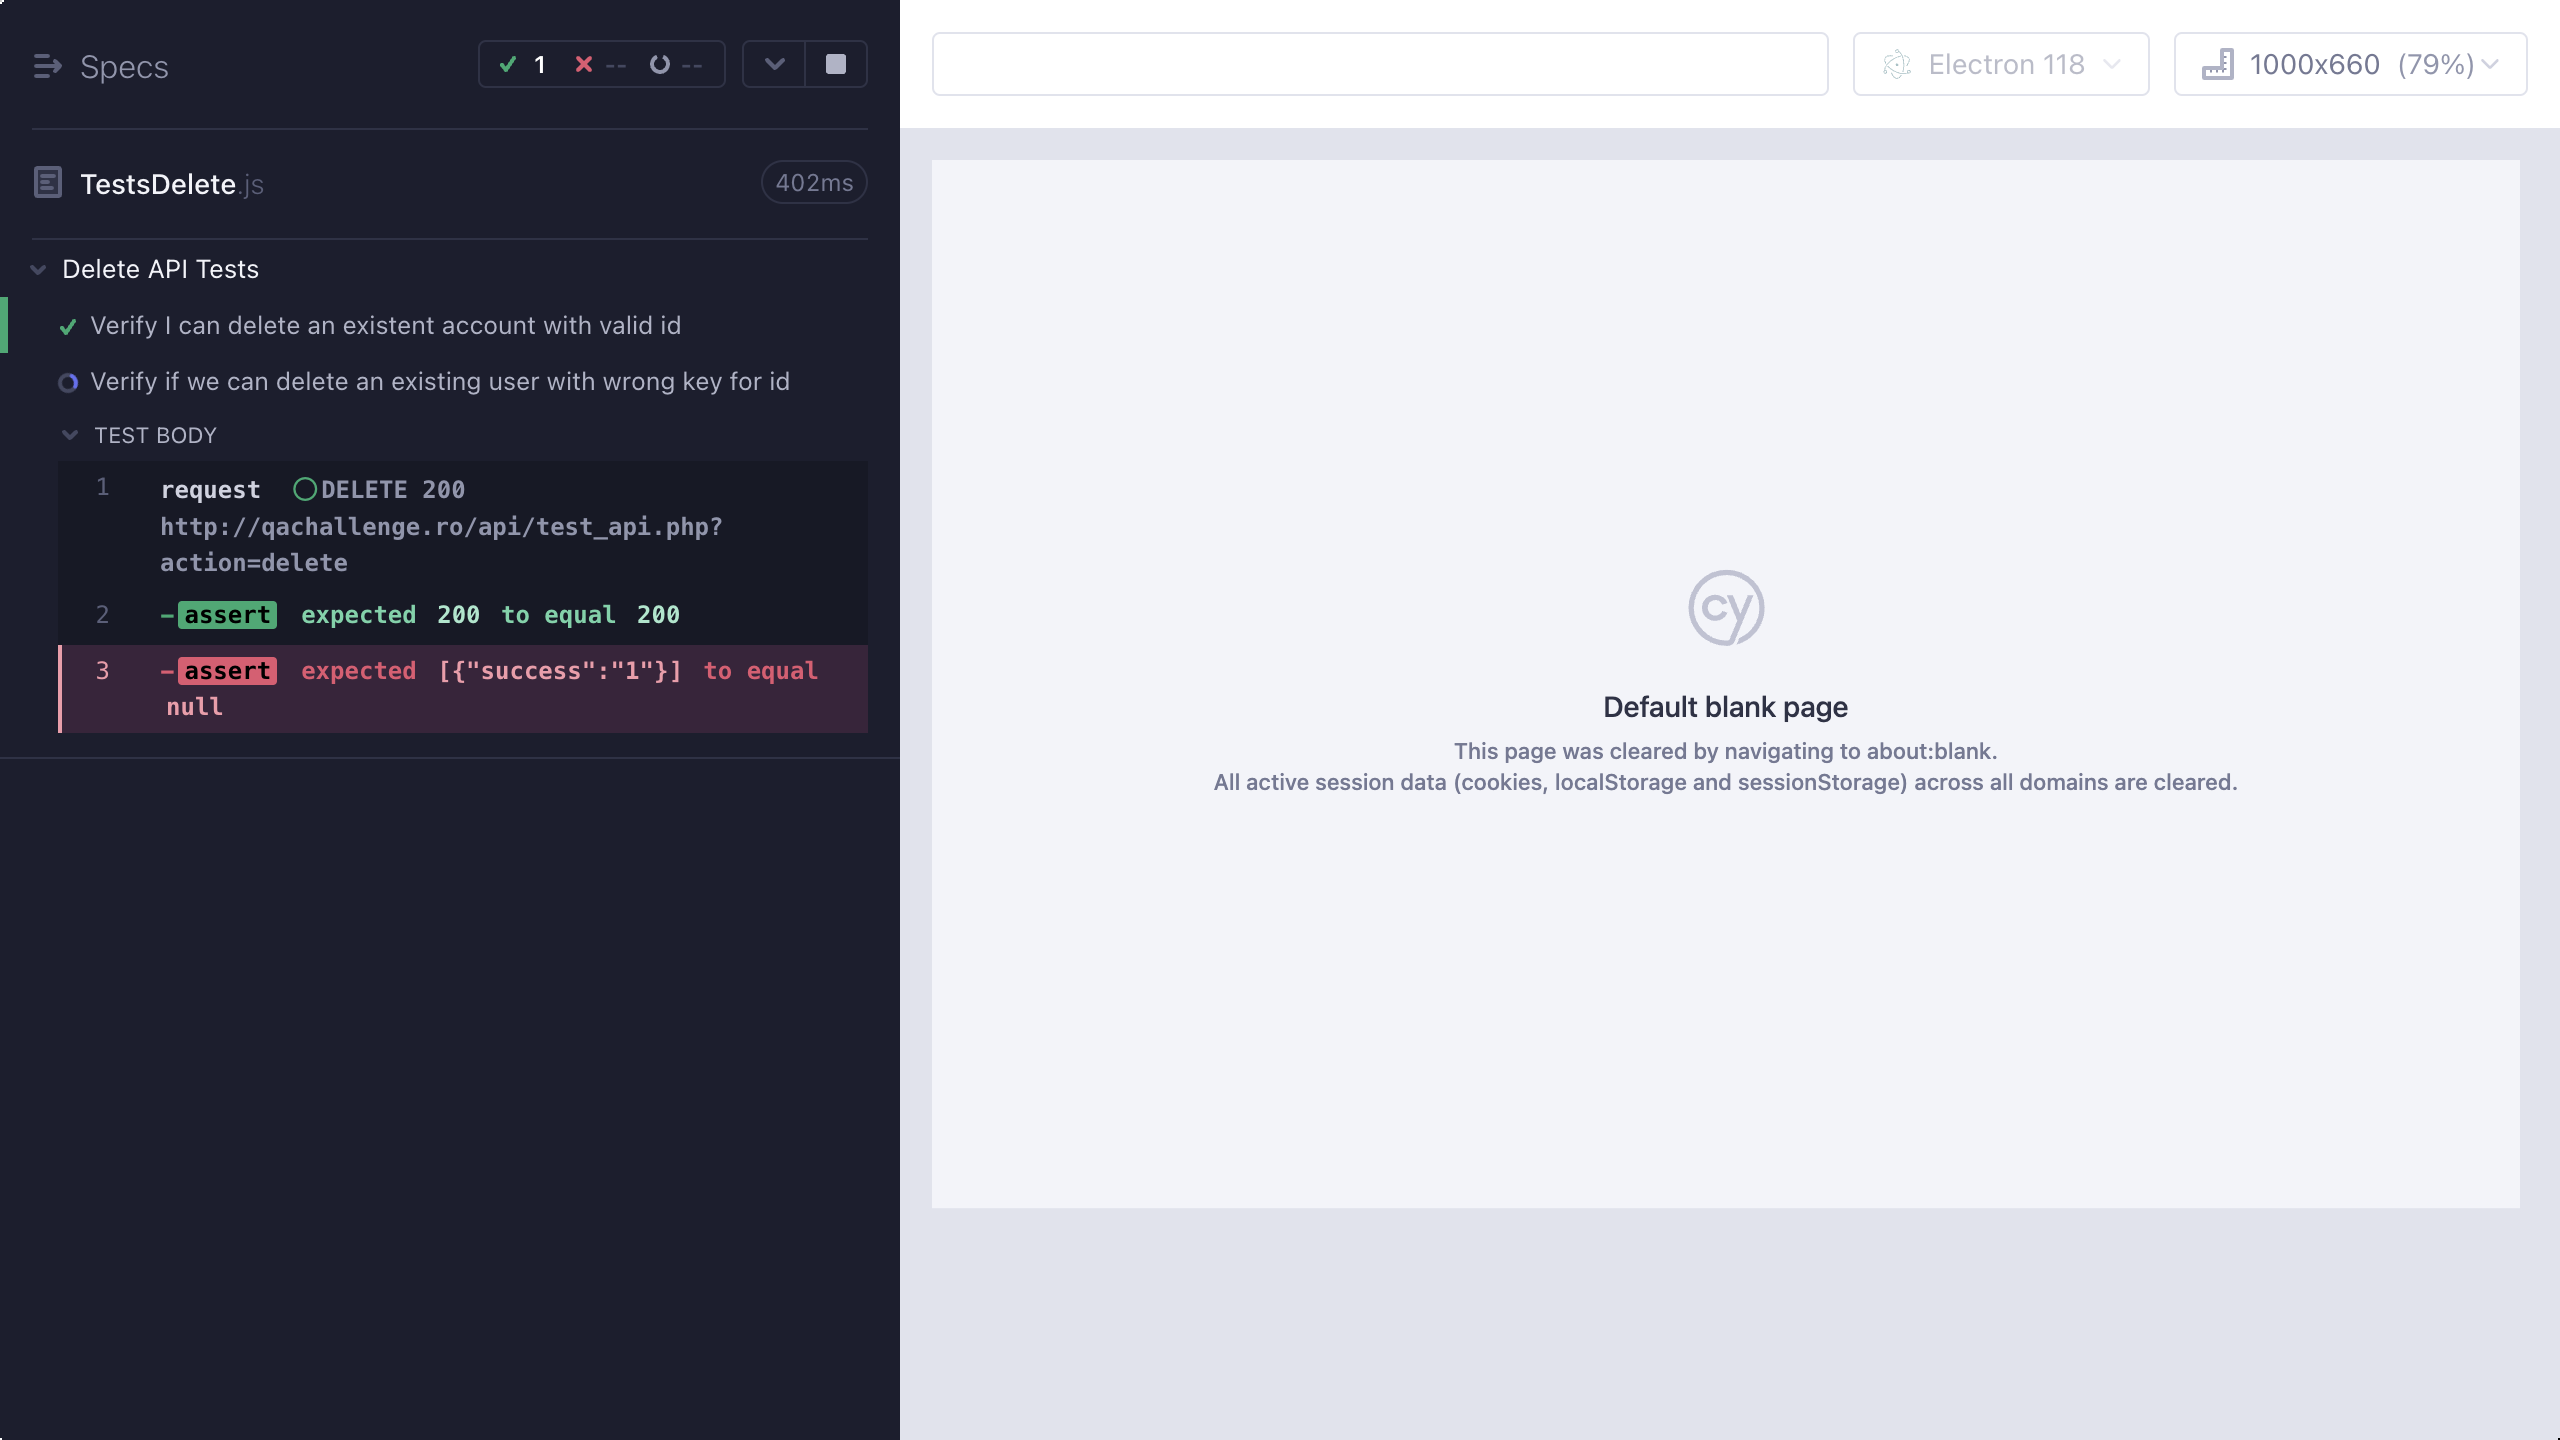 Specs
1 -- --
TestsDelete.js
402ms
Delete API Tests
Verify I can delete an existent account with valid id
Verify if we can delete an existing user with wrong key for id
TEST BODY
1 request DELETE 200
http://qachallenge.ro/api/test_api.php?
action=delete
2 -assert expected 200 to equal 200
3 -assert expected [{"success":"1"}] to equal
null
Electron 118
1000x660 (79%)
cy
Default blank page
This page was cleared by navigating to about:blank.
All active session data (cookies, localStorage and sessionStorage) across all domains are cleared.